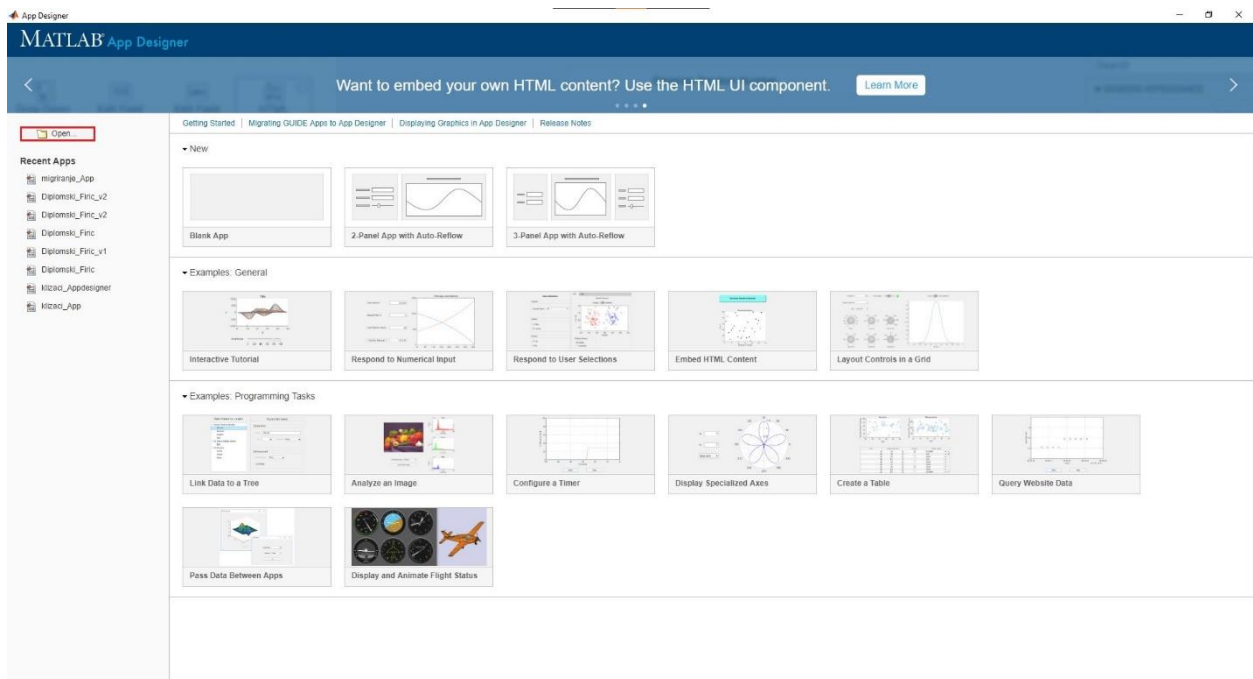 App Designer
MATLAB® App Designer
Want to embed your own HTML content? Use the HTML UI component.
Learn More
Open...
Getting Started | Migrating GUIDE Apps to App Designer | Displaying Graphics in App Designer | Release Notes
Recent Apps
migriranje_App
Diplomski_Firic_v2
Diplomski_Firic_v2
Diplomski_Firic
Diplomski_Firic_v1
Diplomski_Firic
klizaci_Appdesigner
klizaci_App
New
Blank App
2-Panel App with Auto-Reflow
3-Panel App with Auto-Reflow
Examples: General
Interactive Tutorial
Respond to Numerical Input
Respond to User Selections
Embed HTML Content
Layout Controls in a Grid
Examples: Programming Tasks
Link Data to a Tree
Analyze an Image
Configure a Timer
Display Specialized Axes
Create a Table
Query Website Data
Pass Data Between Apps
Display and Animate Flight Status